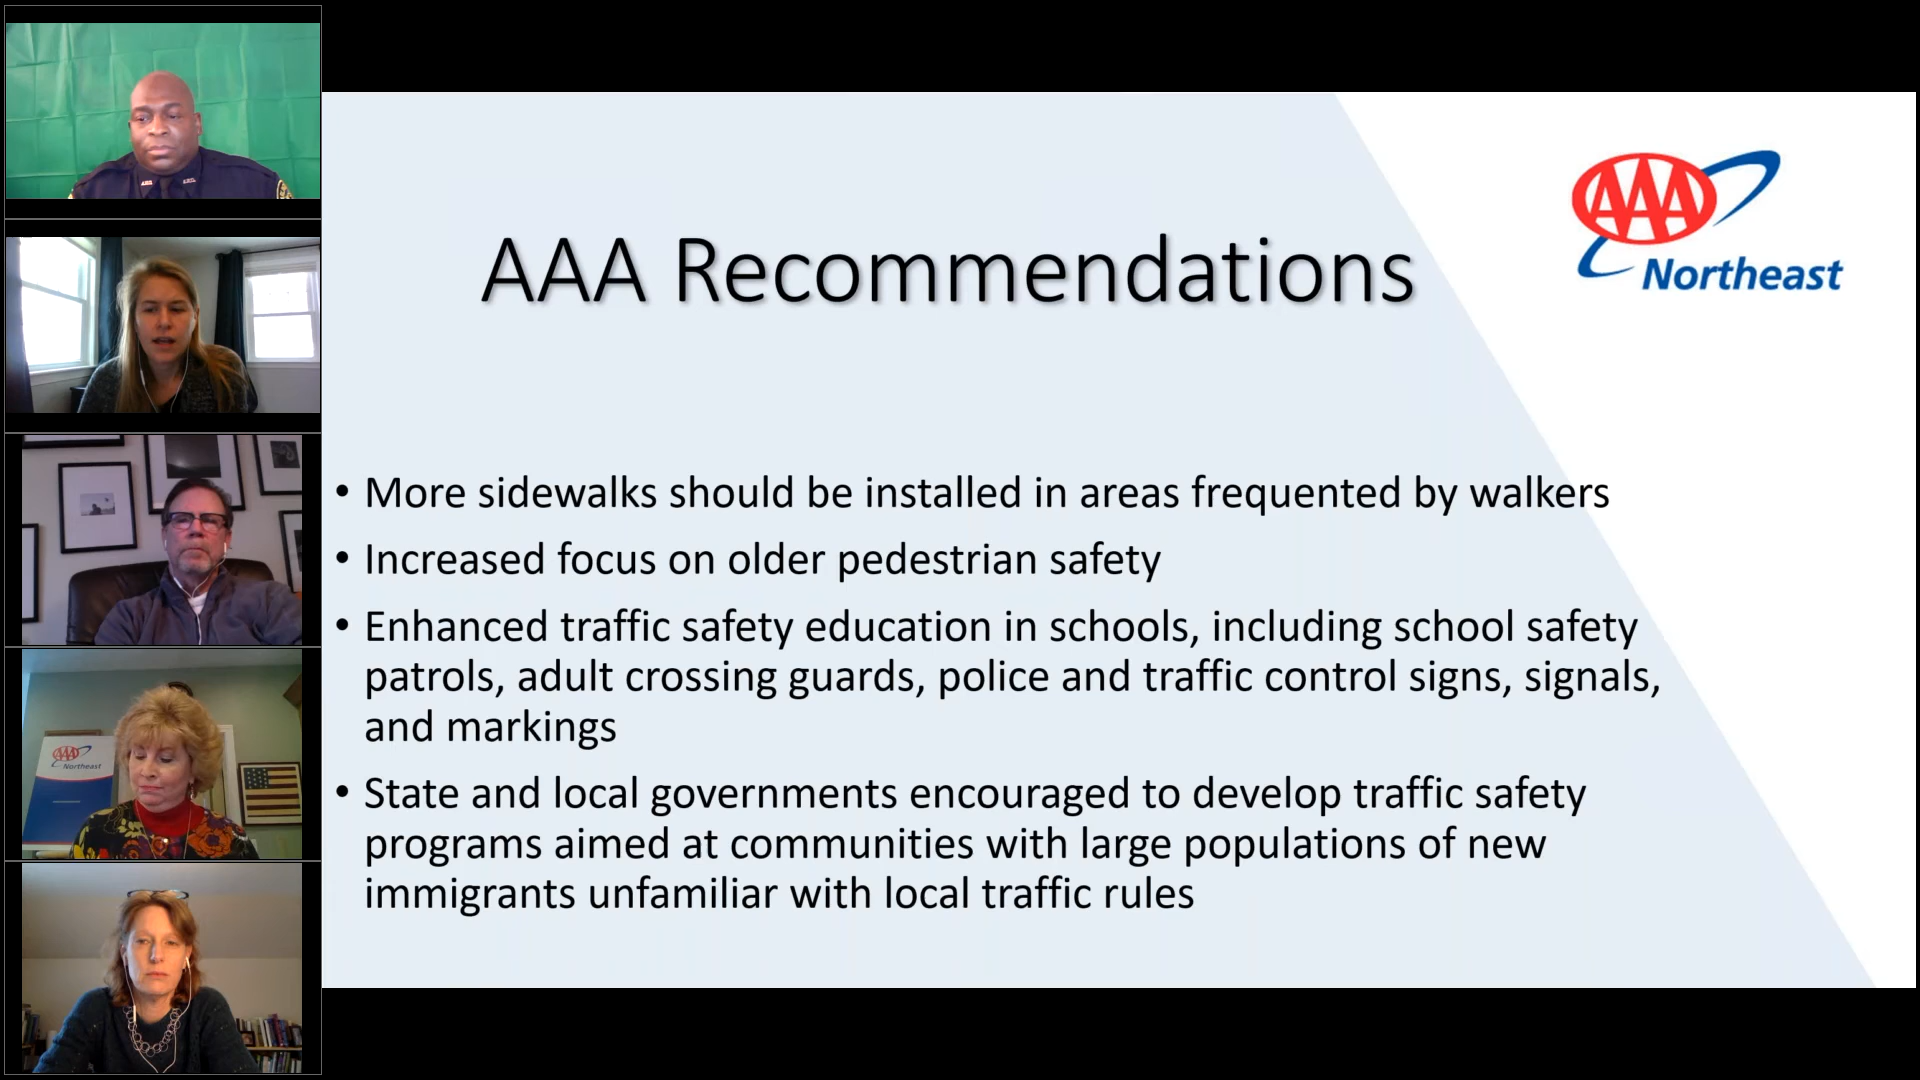 AAA Recommendations
AAA
Northeast
• More sidewalks should be installed in areas frequented by walkers
• Increased focus on older pedestrian safety
• Enhanced traffic safety education in schools, including school safety
patrols, adult crossing guards, police and traffic control signs, signals,
and markings
• State and local governments encouraged to develop traffic safety
programs aimed at communities with large populations of new
immigrants unfamiliar with local traffic rules
AAA
Northeast